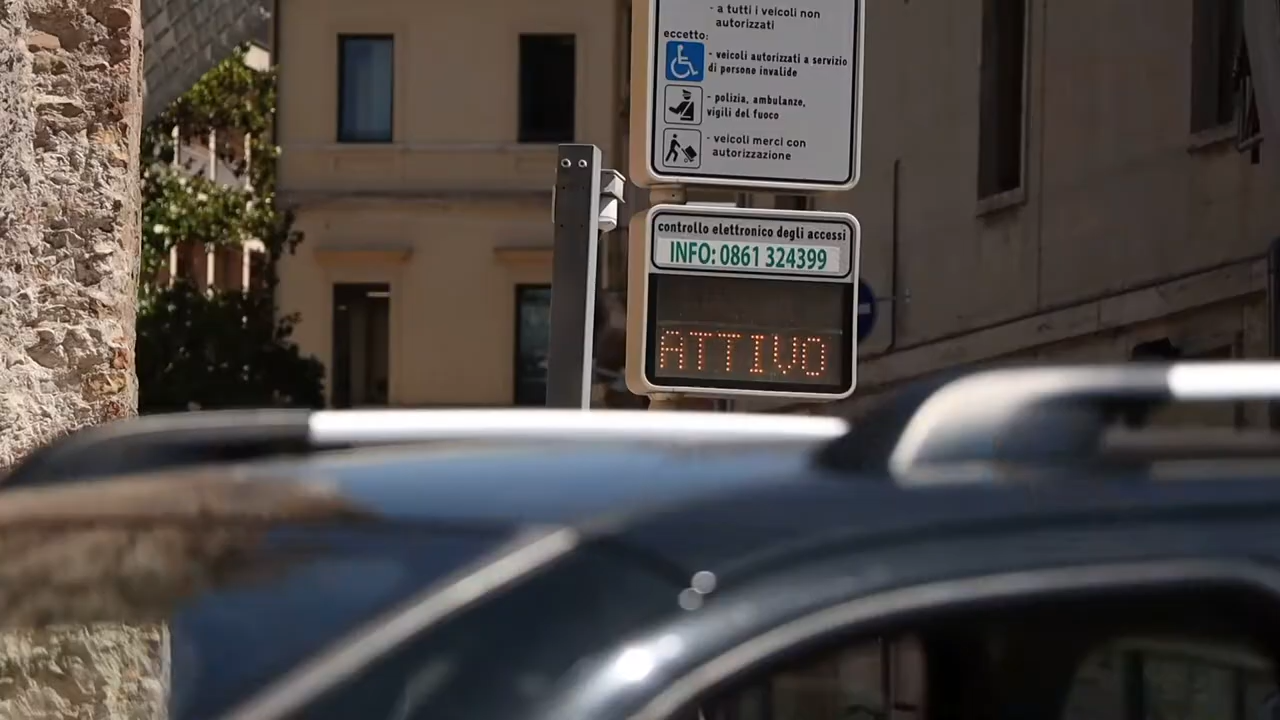 - a tutti i veicoli non
autorizzati
eccetto:
- veicoli autorizzati a servizio
di persone invalide
- polizia, ambulanze,
vigili del fuoco
- veicoli merci con
autorizzazione
controllo elettronico degli accessi
INFO: 0861 324399
ATTIVO